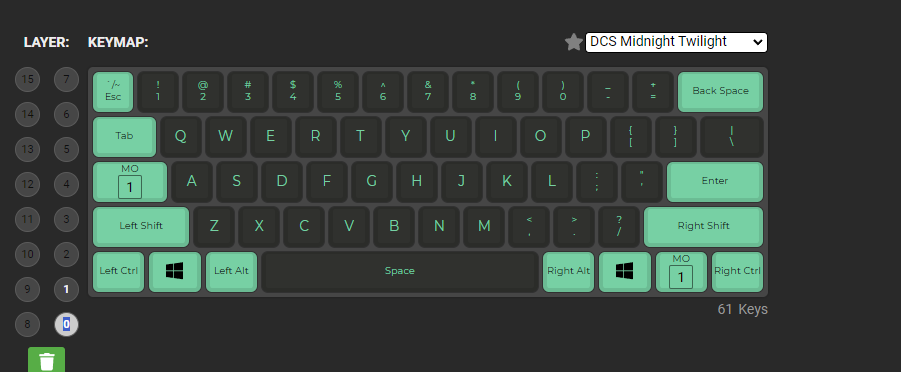 LAYER: KEYMAP: DCS Midnight Twilight
15 7 ` /~ Esc ! 1 @ 2 # 3 $ 4 % 5 ^ 6 & 7 * 8 ( 9 ) 0 _ - + = Back Space
14 6 Tab Q W E R T Y U I O P { [ } ] | \
13 5
12 4 MO 1 A S D F G H J K L : ; " ' Enter
11 3 Left Shift Z X C V B N M < , > . ? / Right Shift
10 2
9 1 Left Ctrl Left Alt Space Right Alt MO 1 Right Ctrl
8 0 61 Keys